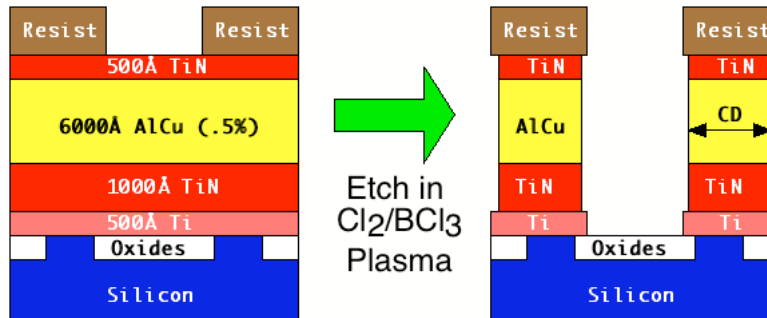 Resist Resist
500Å TiN
6000Å AlCu (.5%)
1000Å TiN
500Å Ti
Oxides
Silicon
Etch in
Cl2/BCl3
Plasma
Resist Resist
TiN TiN
AlCu CD
TiN TiN
Ti Ti
Oxides
Silicon